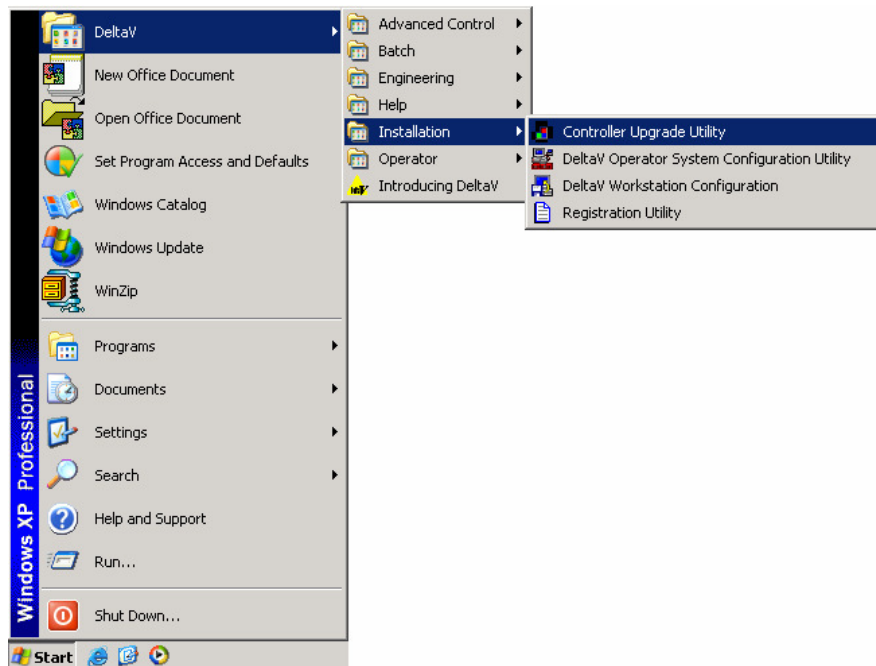 DeltaV
New Office Document
Open Office Document
Set Program Access and Defaults
Windows Catalog
Windows Update
WinZip
Programs
Documents
Settings
Search
Help and Support
Run...
Shut Down...
Windows XP Professional
Start
Advanced Control
Batch
Engineering
Help
Installation
Operator
Introducing DeltaV
Controller Upgrade Utility
DeltaV Operator System Configuration Utility
DeltaV Workstation Configuration
Registration Utility